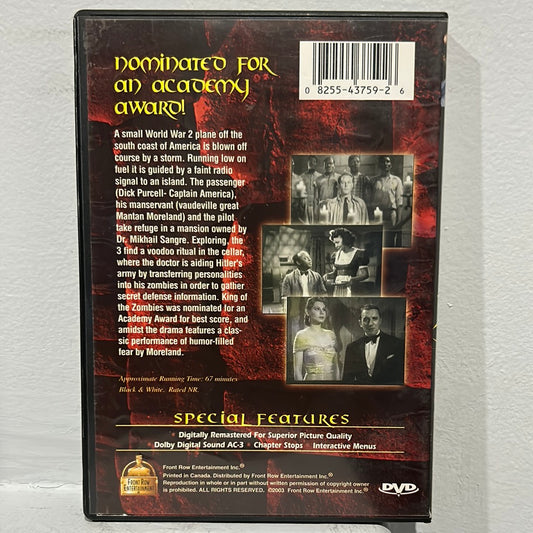 Nominated for
an Academy
Award!
0 8255-43759-2 6
A small World War 2 plane off the
south coast of America is blown off
course by a storm. Running low on
fuel it is guided by a faint radio
signal to an island. The passenger
(Dick Purcell- Captain America),
his manservant (vaudeville great
Mantan Moreland) and the pilot
take refuge in a mansion owned by
Dr. Mikhail Sangre. Exploring, the
3 find a voodoo ritual in the cellar,
where the doctor is aiding Hitler's
army by transferring personalities
into his zombies in order to gather
secret defense information. King of
the Zombies was nominated for an
Academy Award for best score, and
amidst the drama features a clas-
sic performance of humor-filled
fear by Moreland.
Approximate Running Time: 67 minutes
Black & White. Rated NR.
Special Features
• Digitally Remastered For Superior Picture Quality
• Dolby Digital Sound AC-3 • Chapter Stops • Interactive Menus
Front Row
Entertainment
Front Row Entertainment Inc.®
Printed in Canada. Distributed by Front Row Entertainment Inc.®
Reproduction in whole or in part without written permission of copyright owner
is prohibited. ALL RIGHTS RESERVED. ©2003 Front Row Entertainment Inc.®
DVD